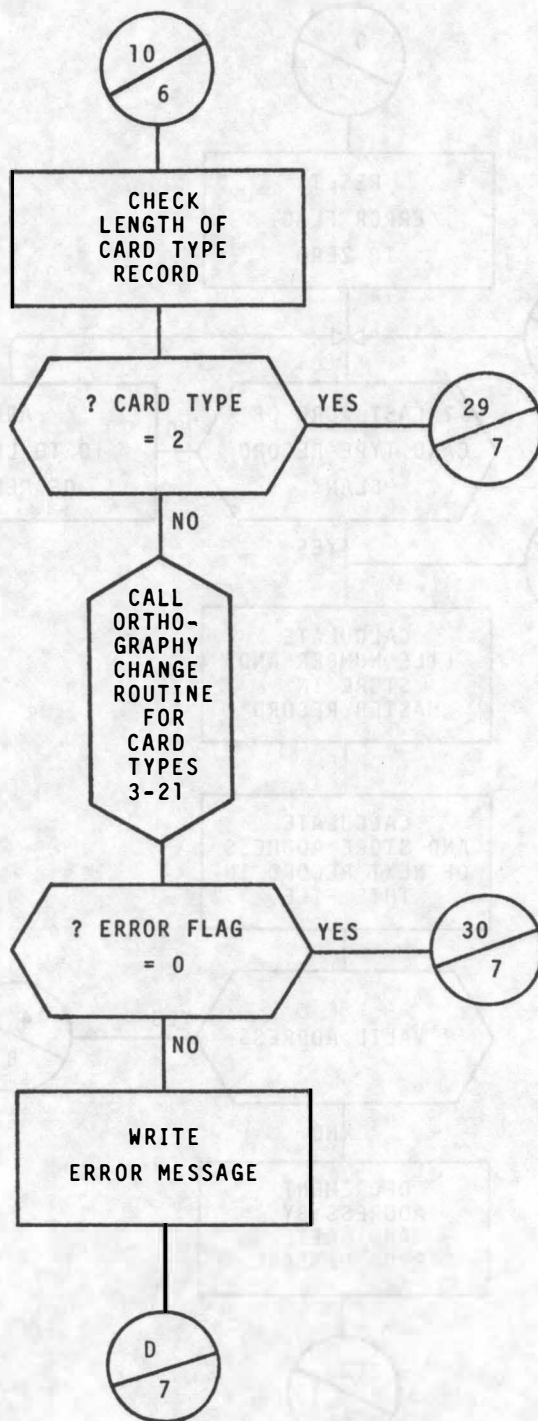 10
6
CHECK
LENGTH OF
CARD TYPE
RECORD
? CARD TYPE
= 2
YES
29
7
NO
CALL
ORTHO-
GRAPHY
CHANGE
ROUTINE
FOR
CARD
TYPES
3-21
? ERROR FLAG
= 0
YES
30
7
NO
WRITE
ERROR MESSAGE
D
7